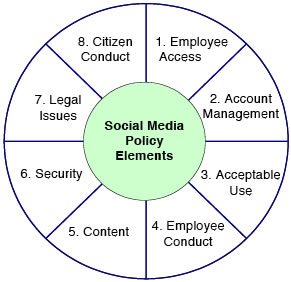 8. Citizen
Conduct
1. Employee
Access
7. Legal
Issues
2. Account
Management
Social Media
Policy
Elements
6. Security
3. Acceptable
Use
5. Content
4. Employee
Conduct